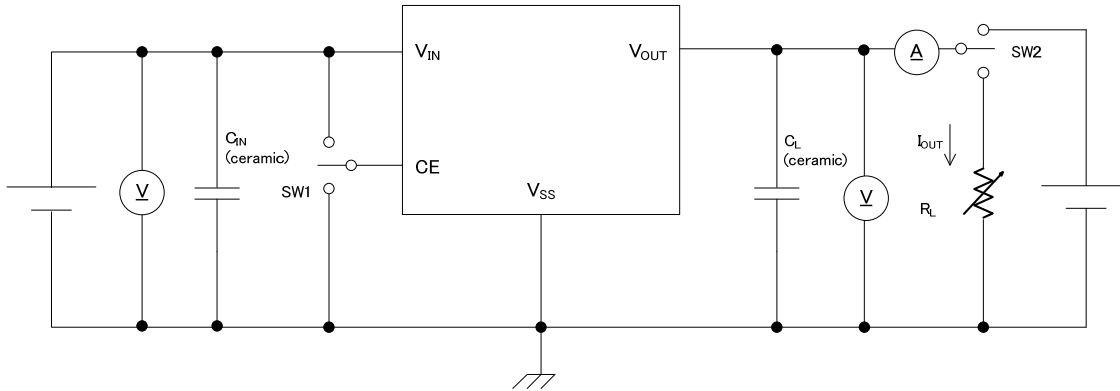 VIN
VOUT
A
SW2
CIN
(ceramic)
CL
(ceramic)
IOUT
CE
V
SW1
VSS
V
RL